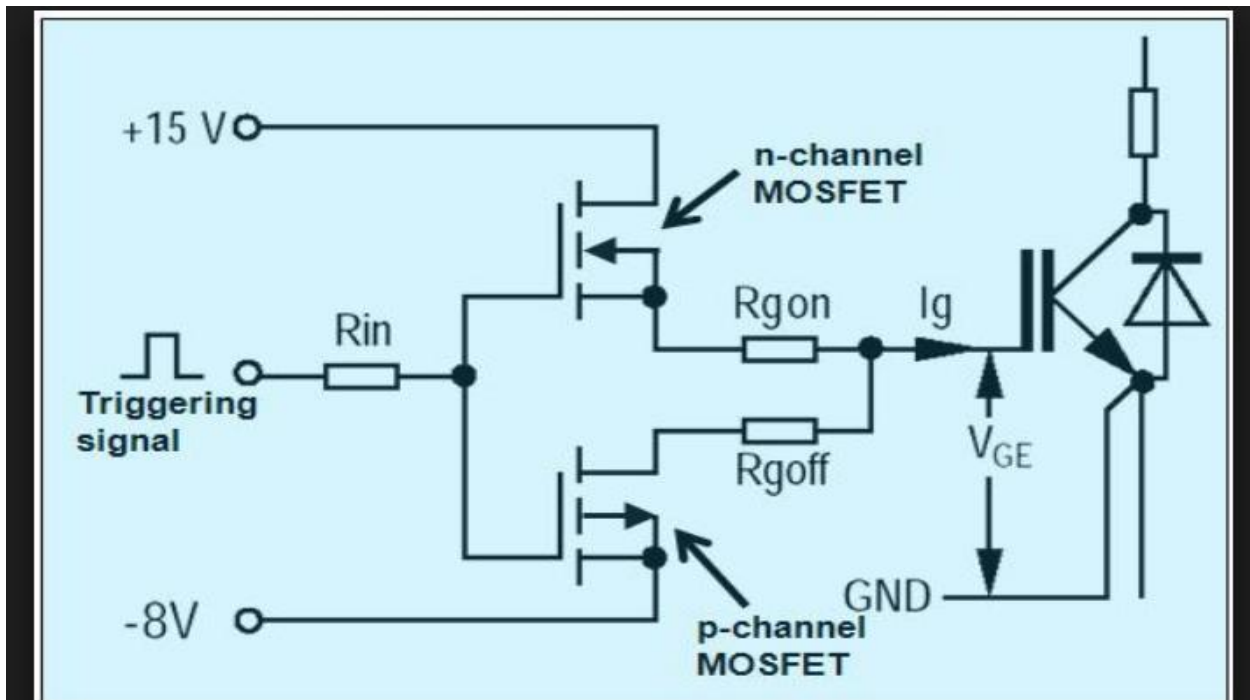 +15 V
n-channel
MOSFET
Rgon
Ig
Rin
Triggering
signal
VGE
Rgoff
GND
-8V
p-channel
MOSFET